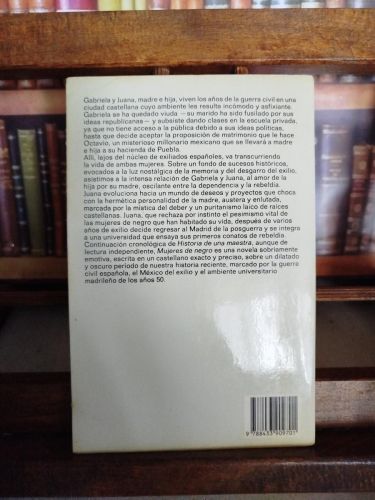 Gabriela y Juana, madre e hija, viven los años de la guerra civil en una
ciudad castellana cuyo ambiente les resulta incómodo y asfixiante.
Gabriela se ha quedado viuda —su marido ha sido fusilado por sus
ideas republicanas— y subsiste dando clases en la escuela privada,
ya que no tiene acceso a la pública debido a sus ideas políticas,
hasta que decide aceptar la proposición de matrimonio que le hace
Octavio, un misterioso millonario mexicano que se llevará a madre
e hija a su hacienda de Puebla.
Allí, lejos del núcleo de exiliados españoles, va transcurriendo
la vida de ambas mujeres. Sobre un fondo de sucesos históricos,
evocados a la luz nostálgica de la memoria y del desgarro del exilio,
asistimos a la intensa relación de Gabriela y Juana, al amor de la
hija por su madre, oscilante entre la dependencia y la rebeldía.
Juana evoluciona hacia un mundo de deseos y proyectos que choca
con la hermética personalidad de la madre, austera y enlutada,
marcada por la mística del deber y un puritanismo laico de raíces
castellanas. Juana, que rechaza por instinto el pesimismo vital de
las mujeres de negro que han habitado su vida, después de varios
años de exilio decide regresar al Madrid de la posguerra y se integra
a una universidad que ensaya sus primeros conatos de rebeldía.
Continuación cronológica de Historia de una maestra, aunque de
lectura independiente, Mujeres de negro es una novela sobriamente
emotiva, escrita en un castellano exacto y preciso, sobre un dilatado
y oscuro período de nuestra historia reciente, marcado por la guerra
civil española, el México del exilio y el ambiente universitario
madrileño de los años 50.
9 788433 909701